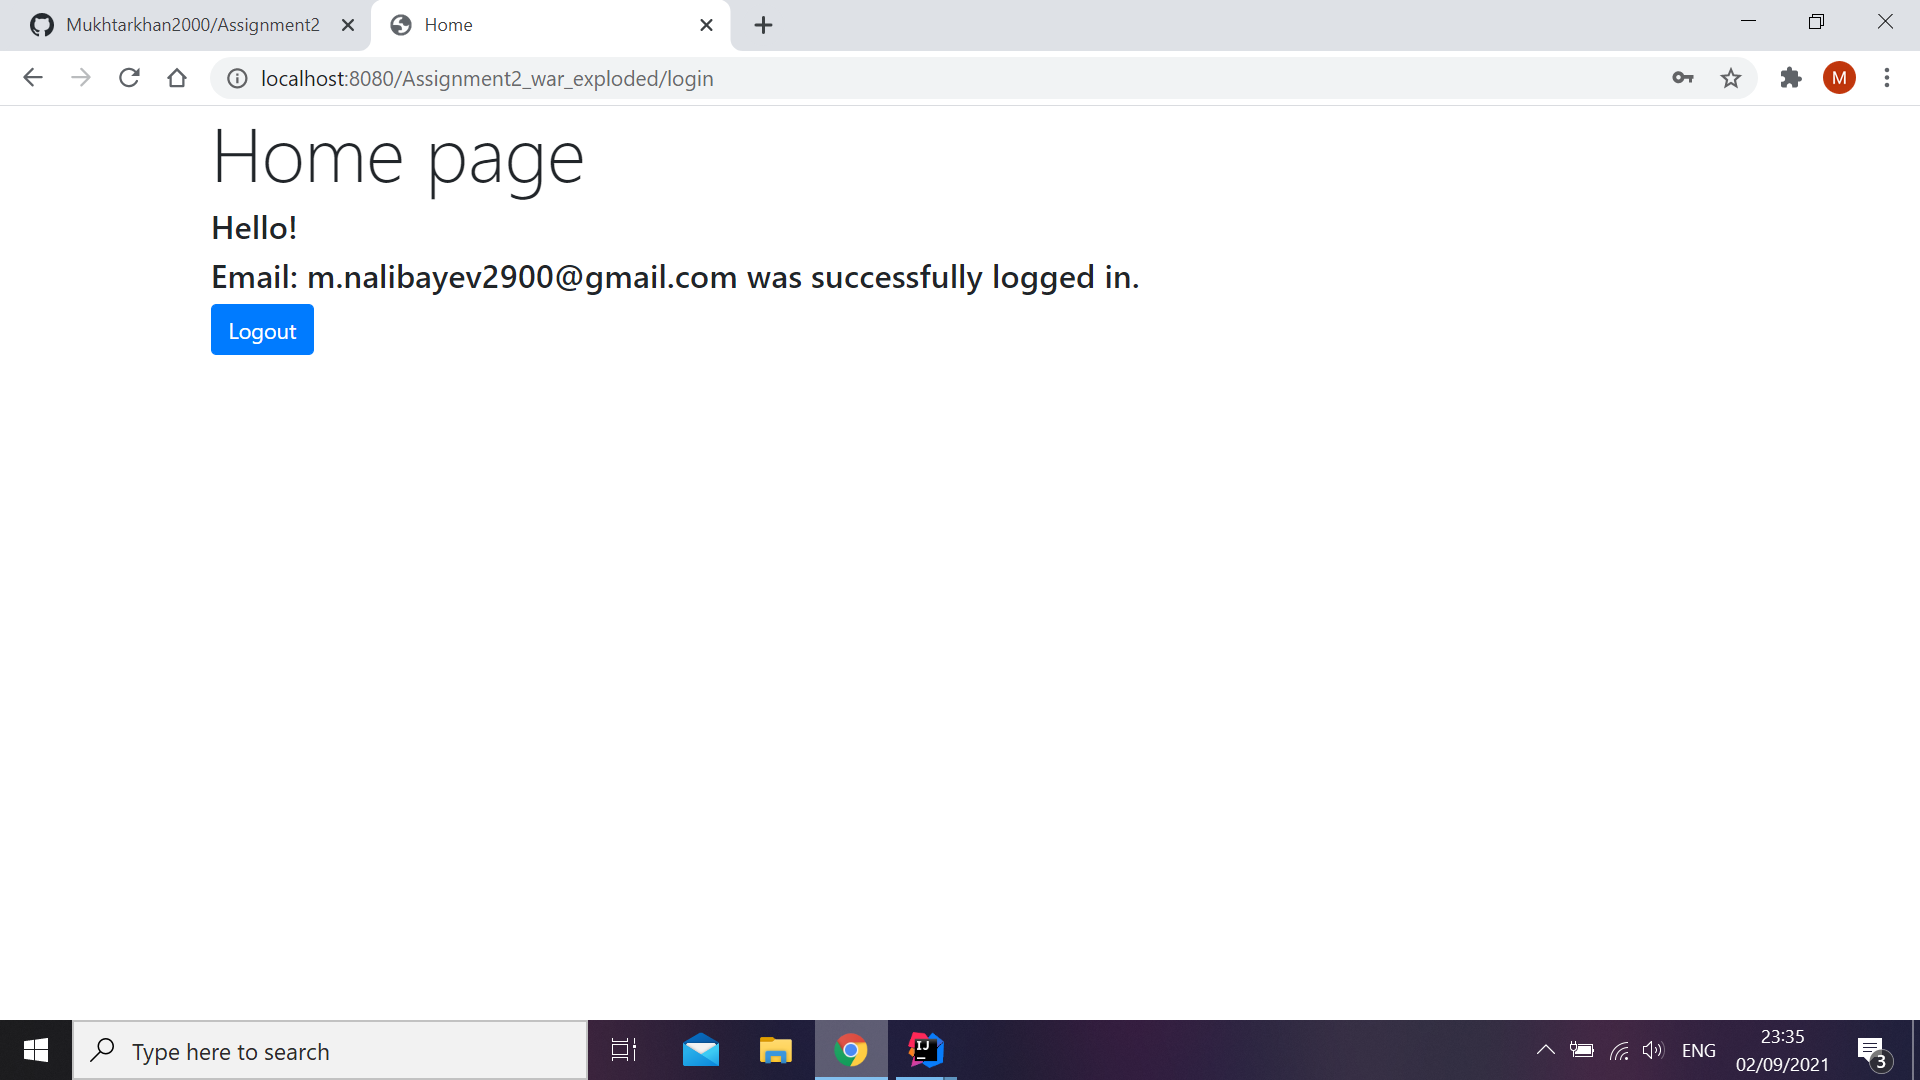 Mukhtarkhan2000/Assignment2
Home
localhost:8080/Assignment2_war_exploded/login
M
Home page
Hello!
Email: m.nalibayev2900@gmail.com was successfully logged in.
Logout
Type here to search
IJ
ENG
23:35
02/09/2021
3